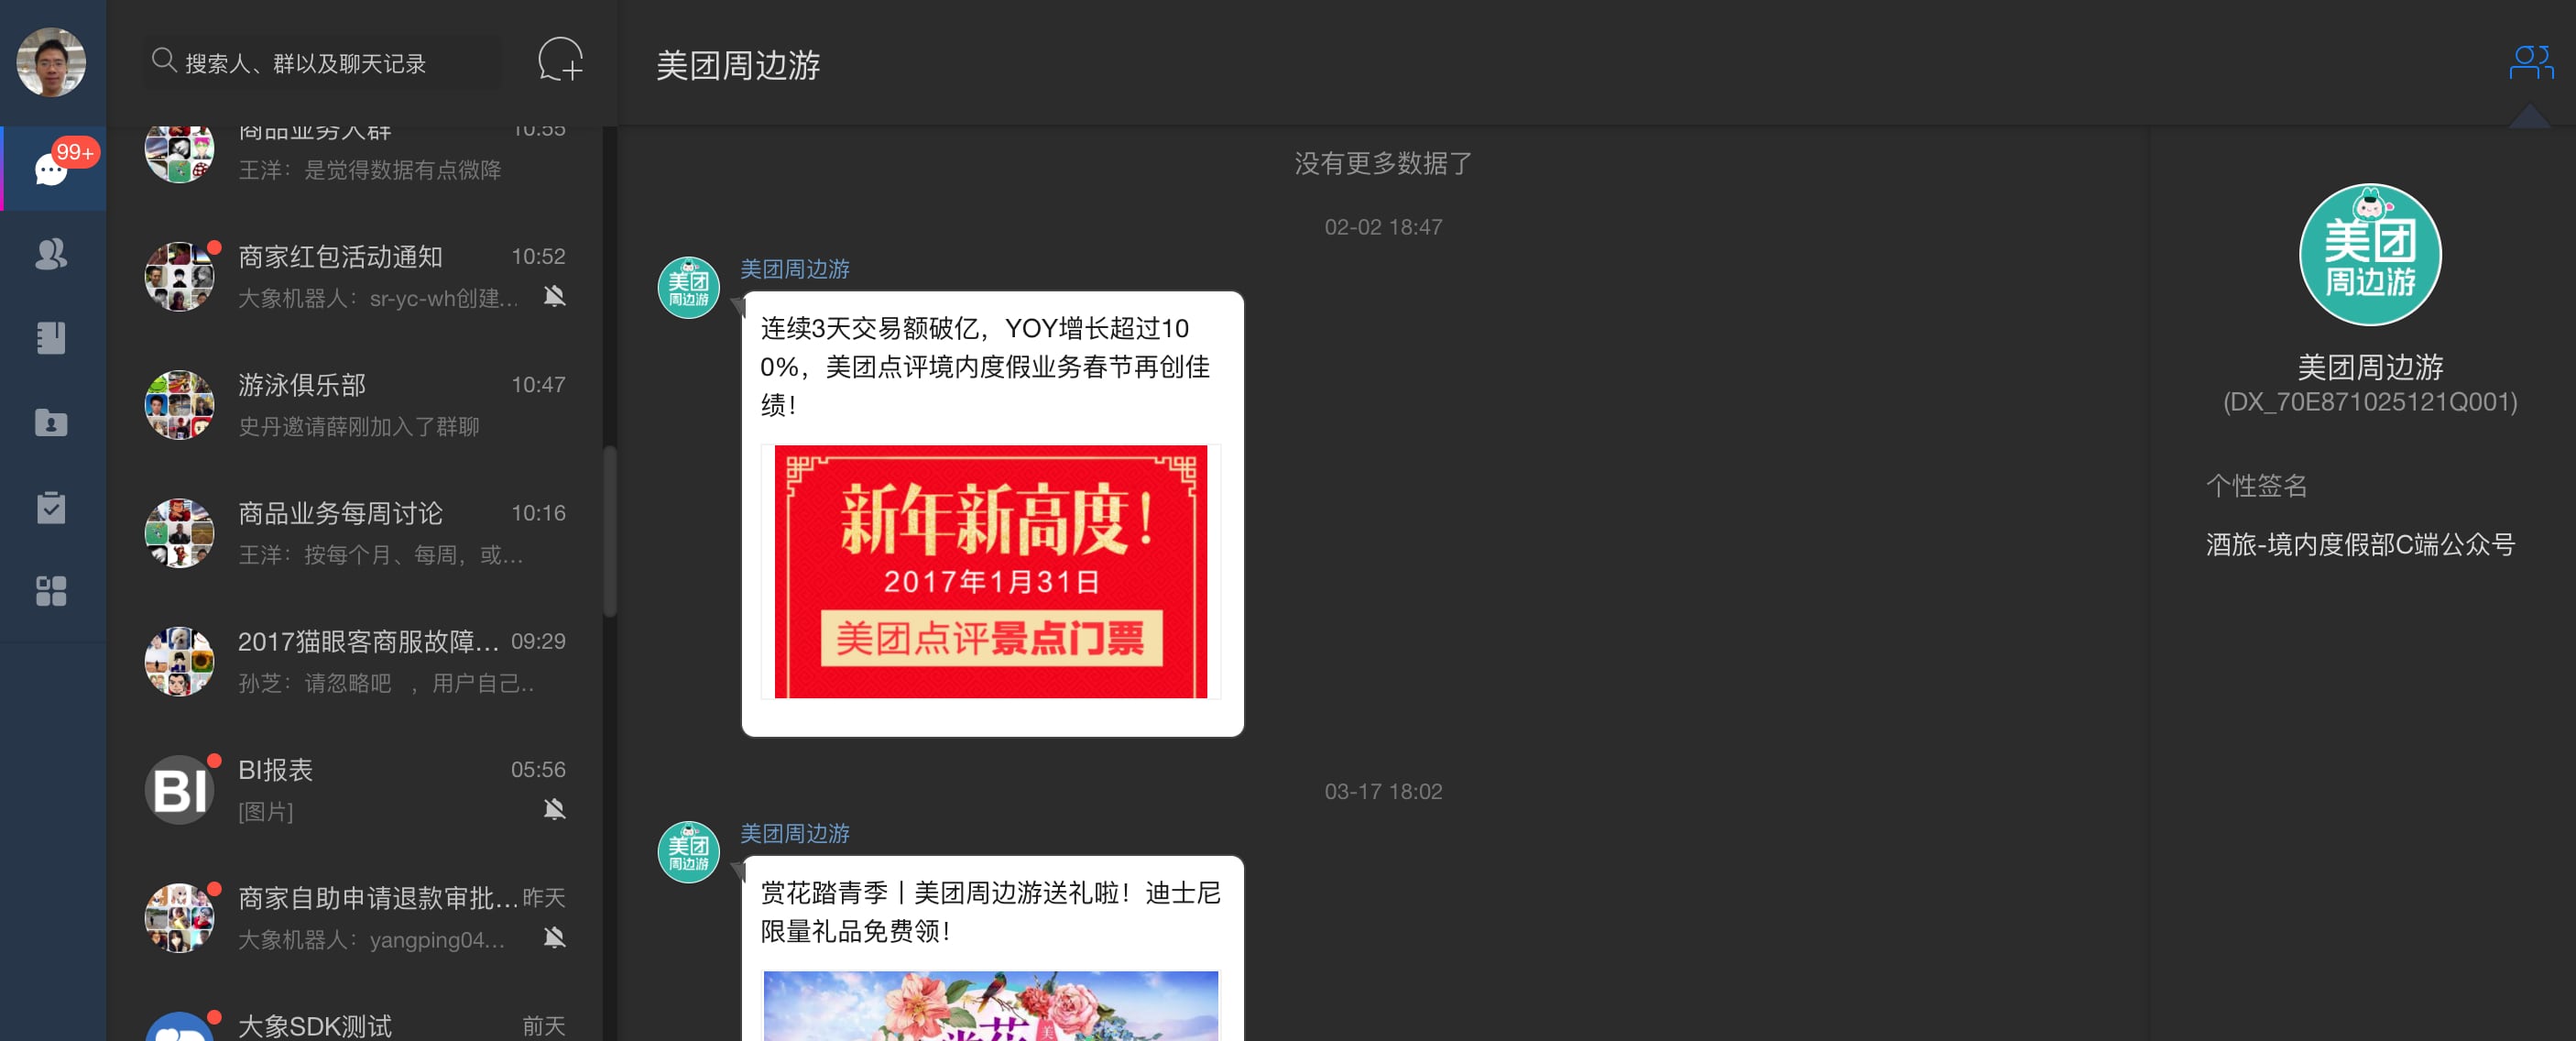 搜索人、群以及聊天记录
99+
商品业务大群
10:55
王洋：是觉得数据有点微降
商家红包活动通知
10:52
大象机器人：sr-yc-wh创建...
游泳俱乐部
10:47
史丹邀请薛刚加入了群聊
商品业务每周讨论
10:16
王洋：按每个月、每周，或...
2017猫眼客商服故障...
09:29
孙芝：请忽略吧 ，用户自己..
BI
BI报表
05:56
[图片]
商家自助申请退款审批...
昨天
大象机器人：yangping04...
大象SDK测试
前天
美团周边游
没有更多数据了
02-02 18:47
美团
周边游
美团周边游
连续3天交易额破亿，YOY增长超过10
0%，美团点评境内度假业务春节再创佳
绩！
新年新高度！
2017年1月31日
美团点评景点门票
03-17 18:02
美团
周边游
美团周边游
赏花踏青季丨美团周边游送礼啦！迪士尼
限量礼品免费领！
美团
周边游
美团周边游
(DX_70E871025121Q001)
个性签名
酒旅-境内度假部C端公众号